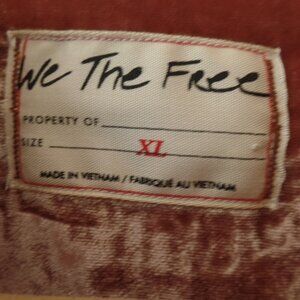 We The Free
PROPERTY OF
SIZE XL
MADE IN VIETNAM / FABRIQUÉ AU VIETNAM